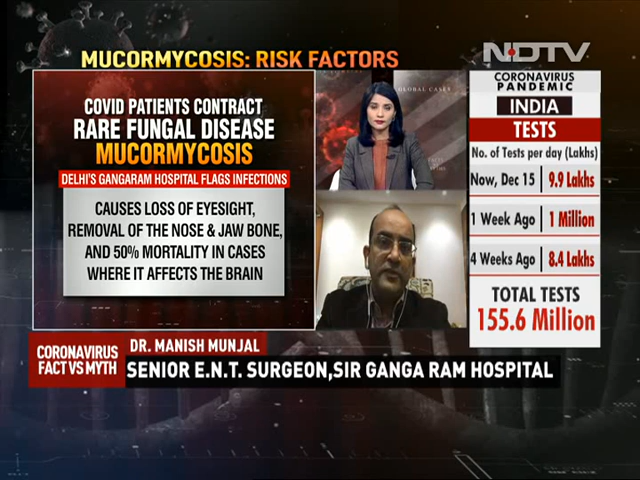 MUCORMYCOSIS: RISK FACTORS
NDTV
COVID PATIENTS CONTRACT
RARE FUNGAL DISEASE
MUCORMYCOSIS
DELHI'S GANGARAM HOSPITAL FLAGS INFECTIONS
CAUSES LOSS OF EYESIGHT,
REMOVAL OF THE NOSE & JAW BONE,
AND 50% MORTALITY IN CASES
WHERE IT AFFECTS THE BRAIN
GLOBAL CASES
CORONAVIRUS
PANDEMIC
INDIA
TESTS
No. of Tests per day (Lakhs)
Now, Dec 15 9.9 Lakhs
1 Week Ago 1 Million
4 Weeks Ago 8.4 Lakhs
TOTAL TESTS
155.6 Million
CORONAVIRUS
FACT VS MYTH
DR. MANISH MUNJAL
SENIOR E.N.T. SURGEON,SIR GANGA RAM HOSPITAL